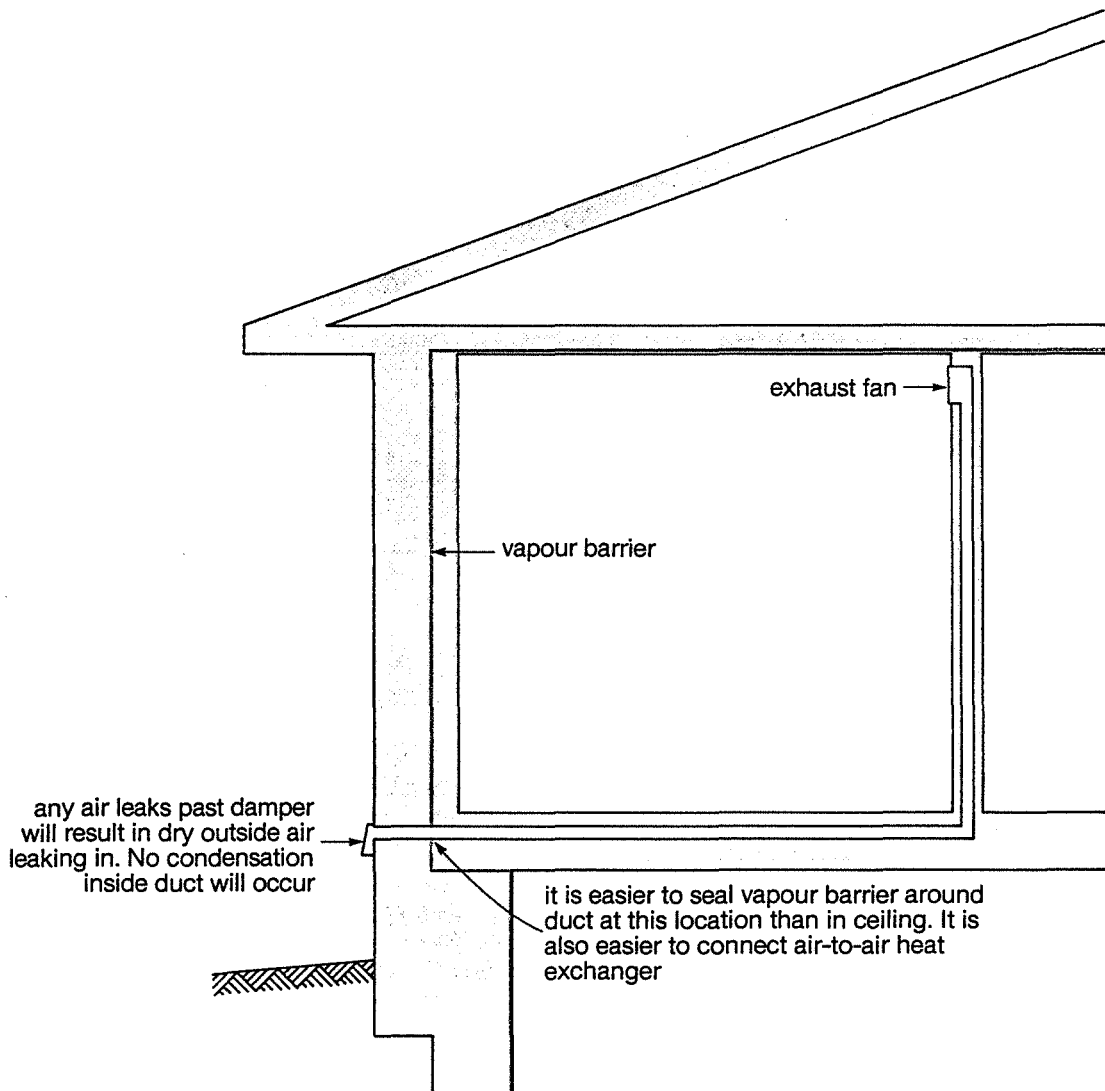 exhaust fan
vapour barrier
any air leaks past damper
will result in dry outside air
leaking in. No condensation
inside duct will occur
it is easier to seal vapour barrier around
duct at this location than in ceiling. It is
also easier to connect air-to-air heat
exchanger